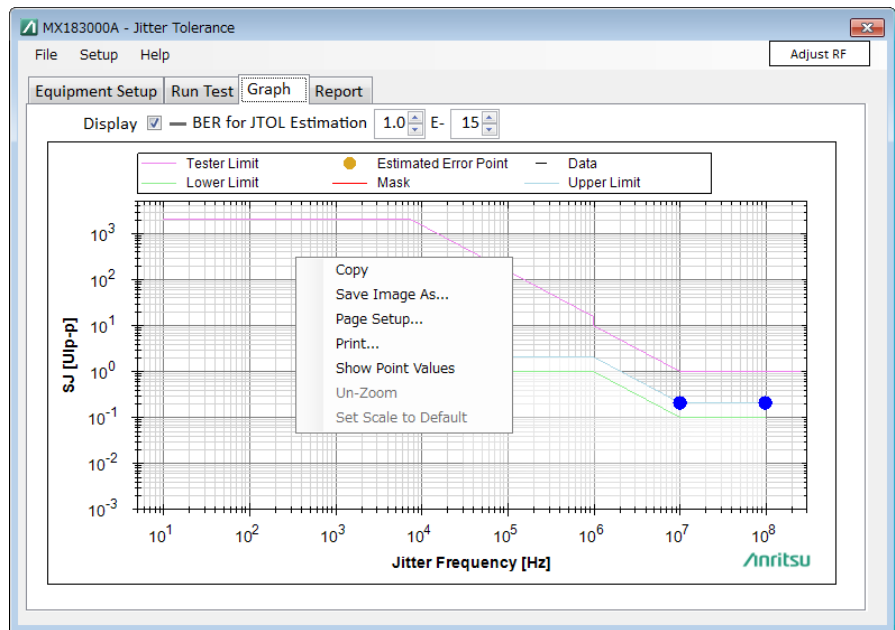 MX183000A - Jitter Tolerance
File Setup Help
Adjust RF
Equipment Setup Run Test Graph Report
Display BER for JTOL Estimation 1.0 E- 15
Tester Limit Estimated Error Point Data
Lower Limit Mask Upper Limit
10^3
10^2
10^1
10^0
10^-1
10^-2
10^-3
SJ [UIp-p]
Copy
Save Image As...
Page Setup...
Print...
Show Point Values
Un-Zoom
Set Scale to Default
10^1 10^2 10^3 10^4 10^5 10^6 10^7 10^8
Jitter Frequency [Hz]
Anritsu